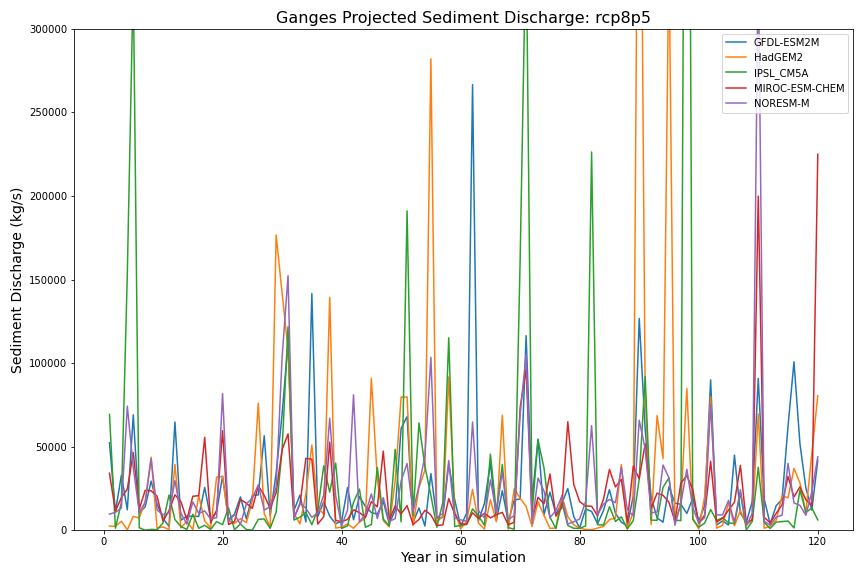 Ganges Projected Sediment Discharge: rcp8p5
GFDL-ESM2M
HadGEM2
IPSL_CM5A
MIROC-ESM-CHEM
NORESM-M
300000
250000
200000
150000
100000
50000
0
Sediment Discharge (kg/s)
0 20 40 60 80 100 120
Year in simulation